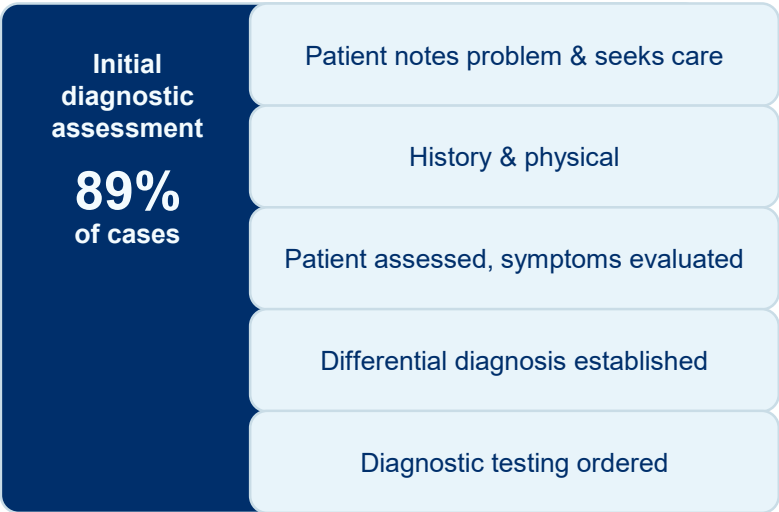 Initial
diagnostic
assessment
89%
of cases
Patient notes problem & seeks care
History & physical
Patient assessed, symptoms evaluated
Differential diagnosis established
Diagnostic testing ordered